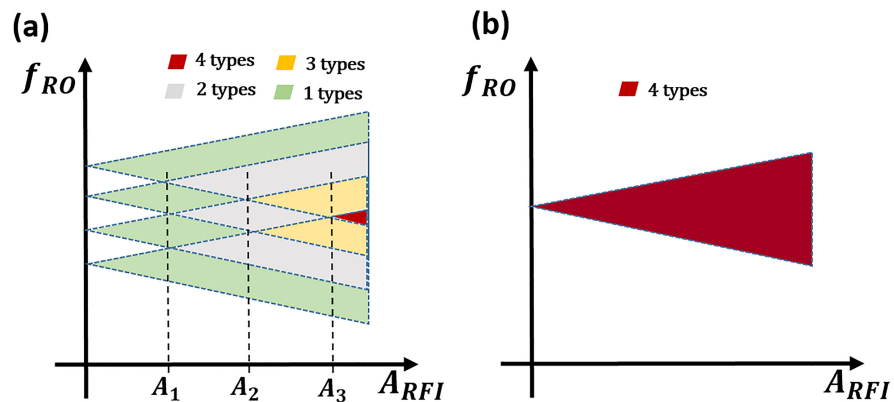 (a)
f_RO
4 types 3 types
2 types 1 types
A_1 A_2 A_3 A_RFI
(b)
f_RO
4 types
A_RFI